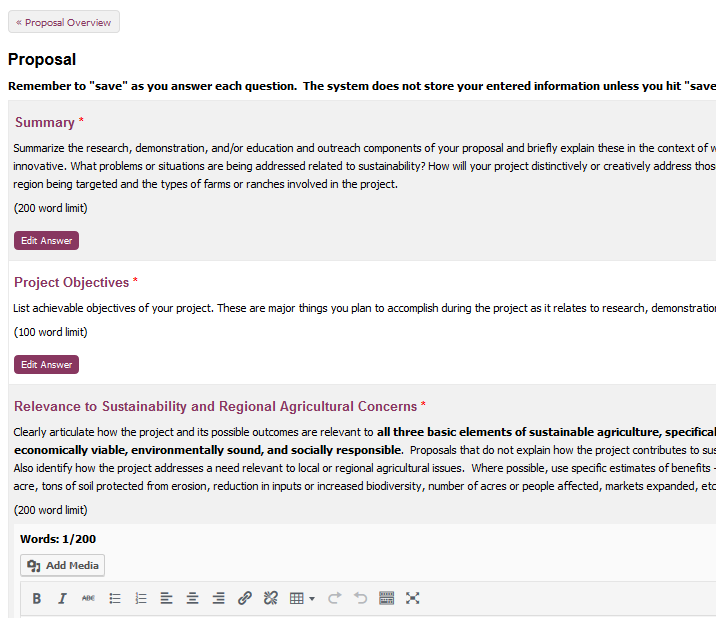 « Proposal Overview
Proposal
Remember to "save" as you answer each question. The system does not store your entered information unless you hit "save
Summary *
Summarize the research, demonstration, and/or education and outreach components of your proposal and briefly explain these in the context of w
innovative. What problems or situations are being addressed related to sustainability? How will your project distinctively or creatively address thos
region being targeted and the types of farms or ranches involved in the project.
(200 word limit)
Edit Answer
Project Objectives *
List achievable objectives of your project. These are major things you plan to accomplish during the project as it relates to research, demonstration
(100 word limit)
Edit Answer
Relevance to Sustainability and Regional Agricultural Concerns *
Clearly articulate how the project and its possible outcomes are relevant to all three basic elements of sustainable agriculture, specifical
economically viable, environmentally sound, and socially responsible. Proposals that do not explain how the project contributes to sus
Also identify how the project addresses a need relevant to local or regional agricultural issues. Where possible, use specific estimates of benefits -
acre, tons of soil protected from erosion, reduction in inputs or increased biodiversity, number of acres or people affected, markets expanded, etc
(200 word limit)
Words: 1/200
Add Media
B I ABC